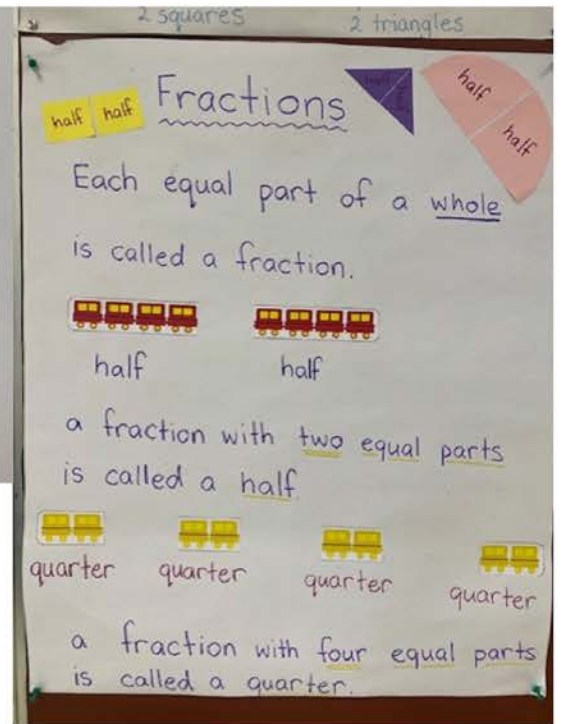 2 squares 2 triangles
half half
Fractions
half
half
Each equal part of a whole
is called a fraction.
half half
a fraction with two equal parts
is called a half
quarter quarter quarter quarter
a fraction with four equal parts
is called a quarter.